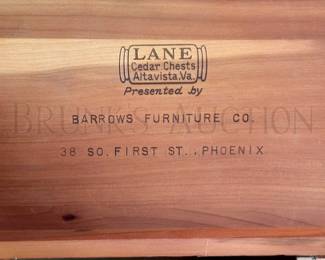 LANE
Cedar Chests
Altavista, Va.
Presented by
BRUNK'S AUCTION
BARROWS FURNITURE CO.
38 SO. FIRST ST., PHOENIX